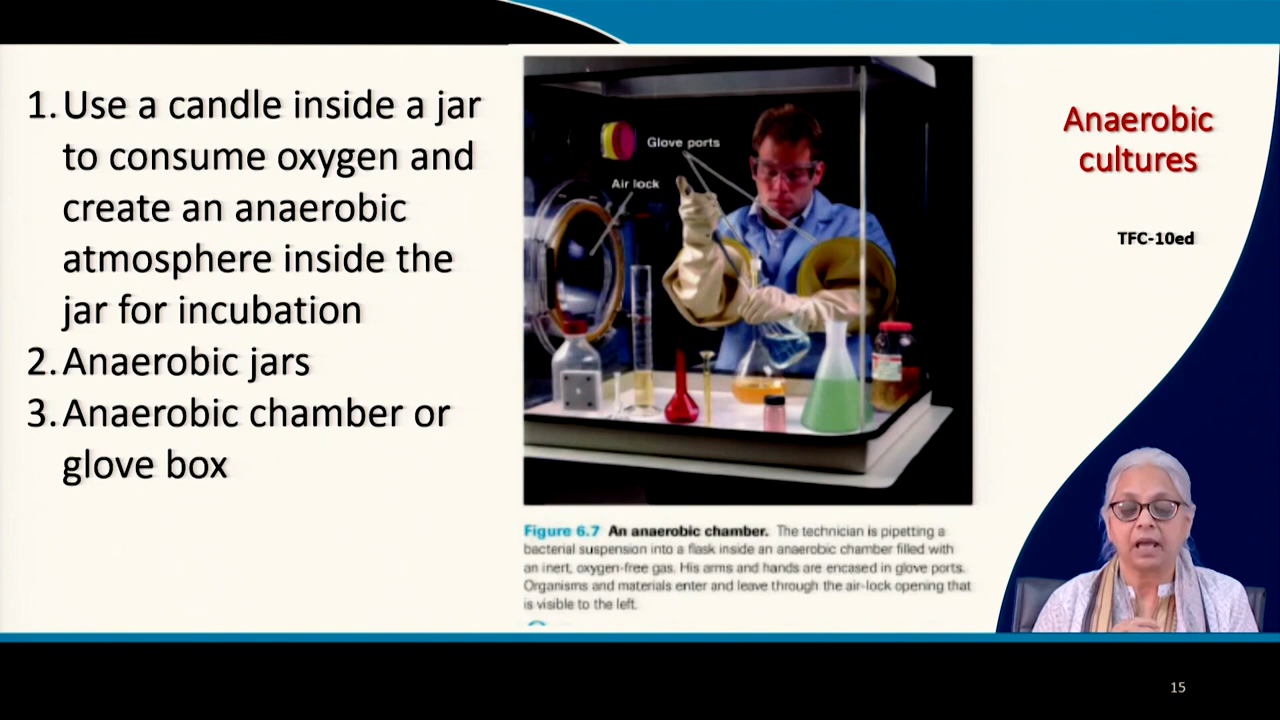 1. Use a candle inside a jar
to consume oxygen and
create an anaerobic
atmosphere inside the
jar for incubation
2. Anaerobic jars
3. Anaerobic chamber or
glove box
Glove ports
Air lock
Figure 6.7 An anaerobic chamber. The technician is pipetting a
bacterial suspension into a flask inside an anaerobic chamber filled with
an inert, oxygen-free gas. His arms and hands are encased in glove ports.
Organisms and materials enter and leave through the air-lock opening that
is visible to the left.
Anaerobic
cultures
TFC-10ed
15